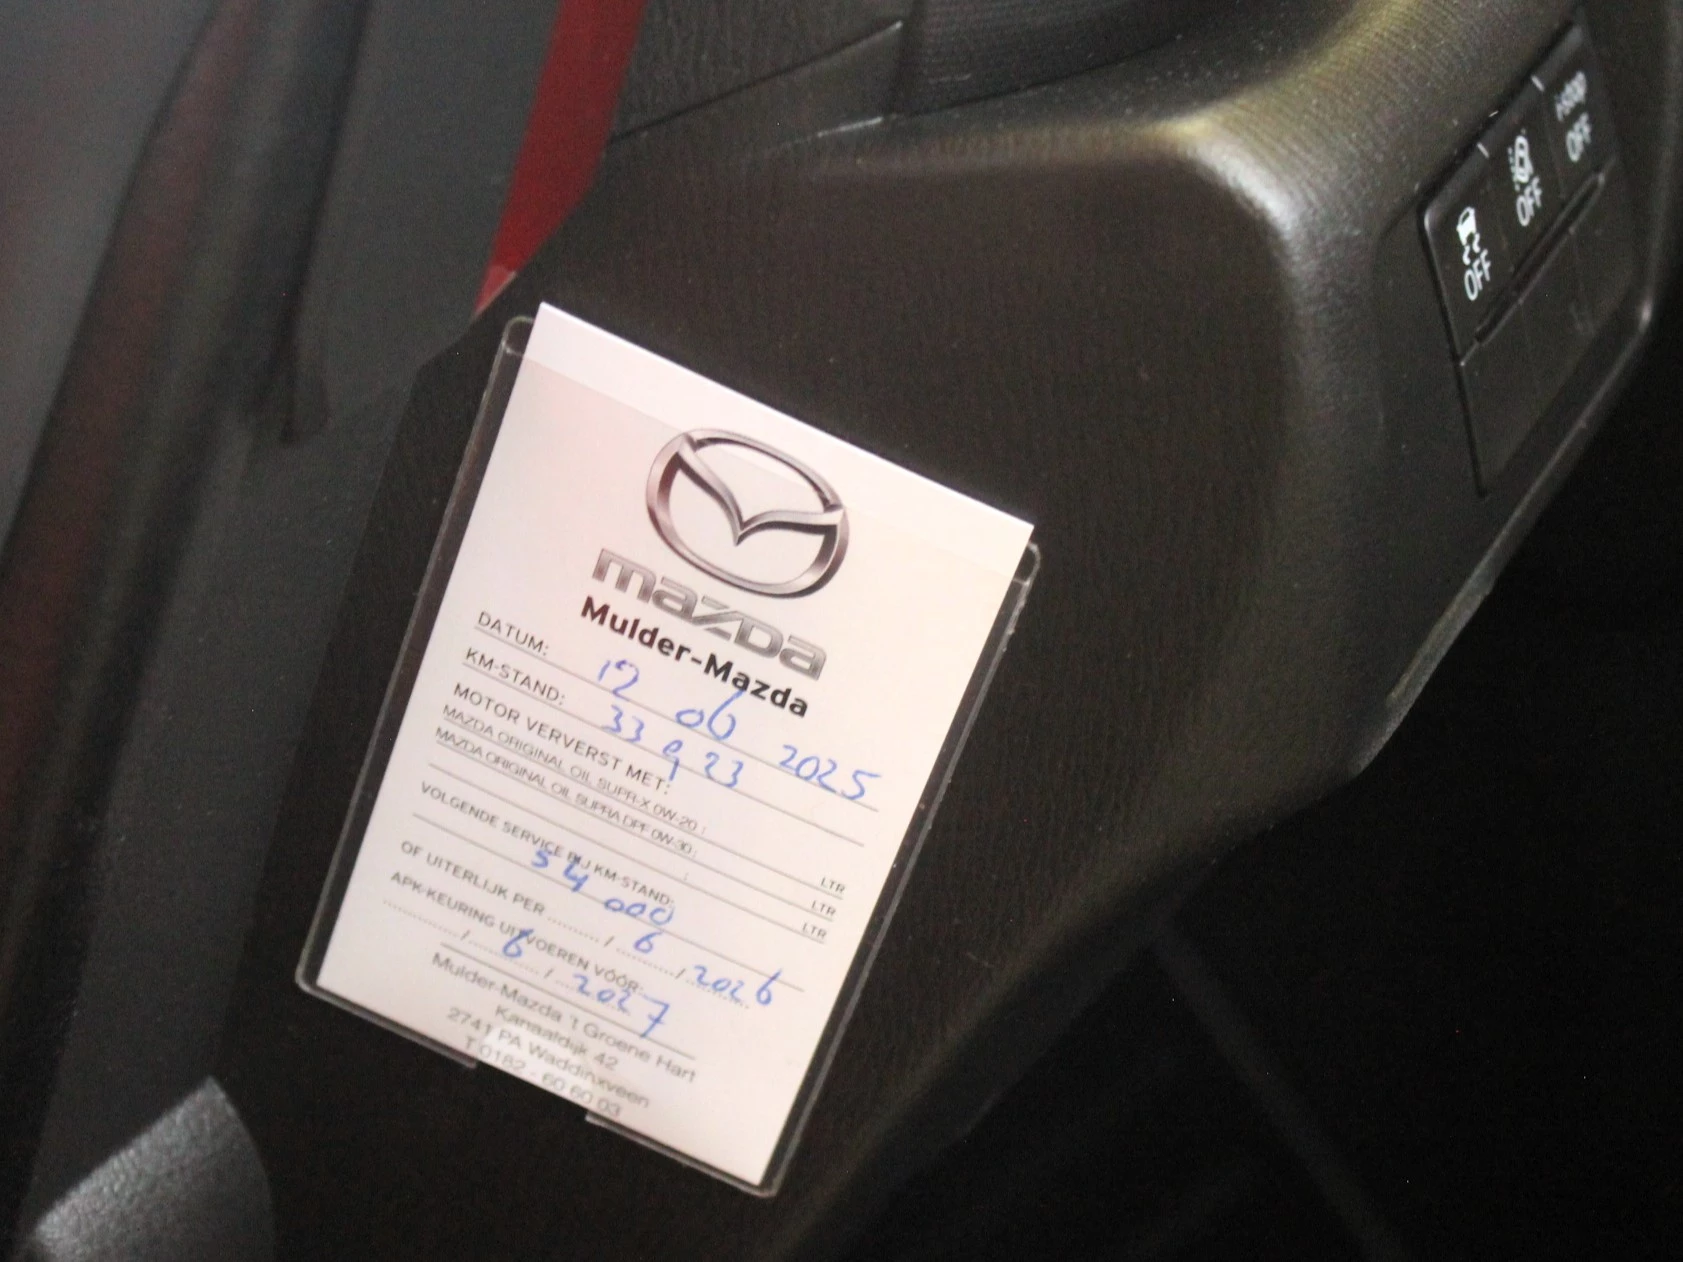 mazda
Mulder-Mazda
DATUM: 12 06 2025
KM-STAND: 33 923
MOTOR VERVERST MET:
MAZDA ORIGINAL OIL SUPR-X 0W-20 : LTR
MAZDA ORIGINAL OIL SUPRA DPF 0W-30: LTR
: LTR
VOLGENDE SERVICE BIJ KM-STAND:
54 000
OF UITERLIJK PER ........../ 6 / 2026
APK-KEURING UITVOEREN VÓÓR:
........../ 6 / 2027
Mulder-Mazda 't Groene Hart
Kanaaldijk 42
2741 PA Waddinxveen
T 0182 - 60 60 03
OFF
OFF
i-stop
OFF